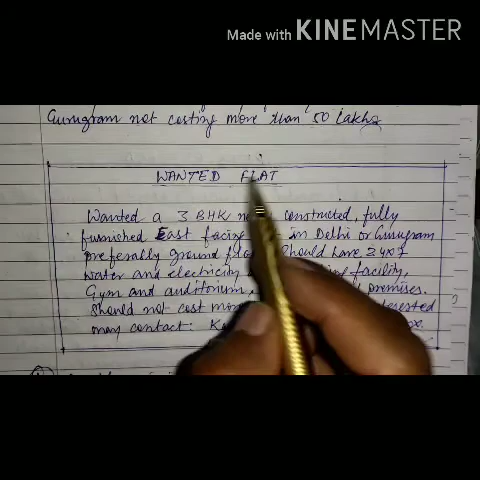 Made with KINEMASTER
Gurugram not costing more than 50 lakhs
WANTED FLAT
Wanted a 3 BHK constructed, fully
furnished East facing in Delhi or Gurugram
preferally ground should have 24x7
water and electricity facility,
Gym and auditorium, premises.
Should not cost more
may contact: